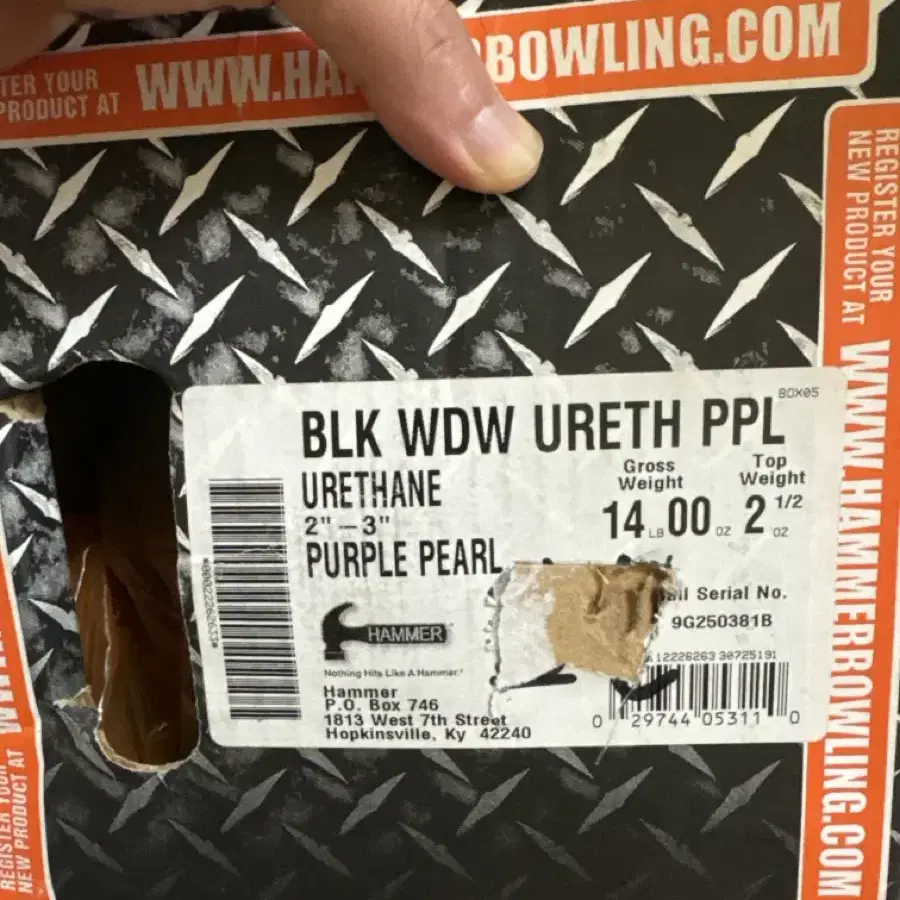 TER YOUR
PRODUCT AT
WWW.HA
BOWLING.COM
REGISTER YOUR
NEW PRODUCT AT
WWW.HAMMERBOWLING.COM
BOX05
BLK WDW URETH PPL
URETHANE
2" – 3"
PURPLE PEARL
Gross
Weight
14 LB 00 OZ
Top
Weight
2 1/2 OZ
HAMMER
Nothing Hits Like A Hammer.
Hammer
P.O. Box 746
1813 West 7th Street
Hopkinsville, Ky 42240
all Serial No.
9G250381B
12226263 30725191
0 29744 05311 0
REGISTER YOUR
NEW PRODUCT AT